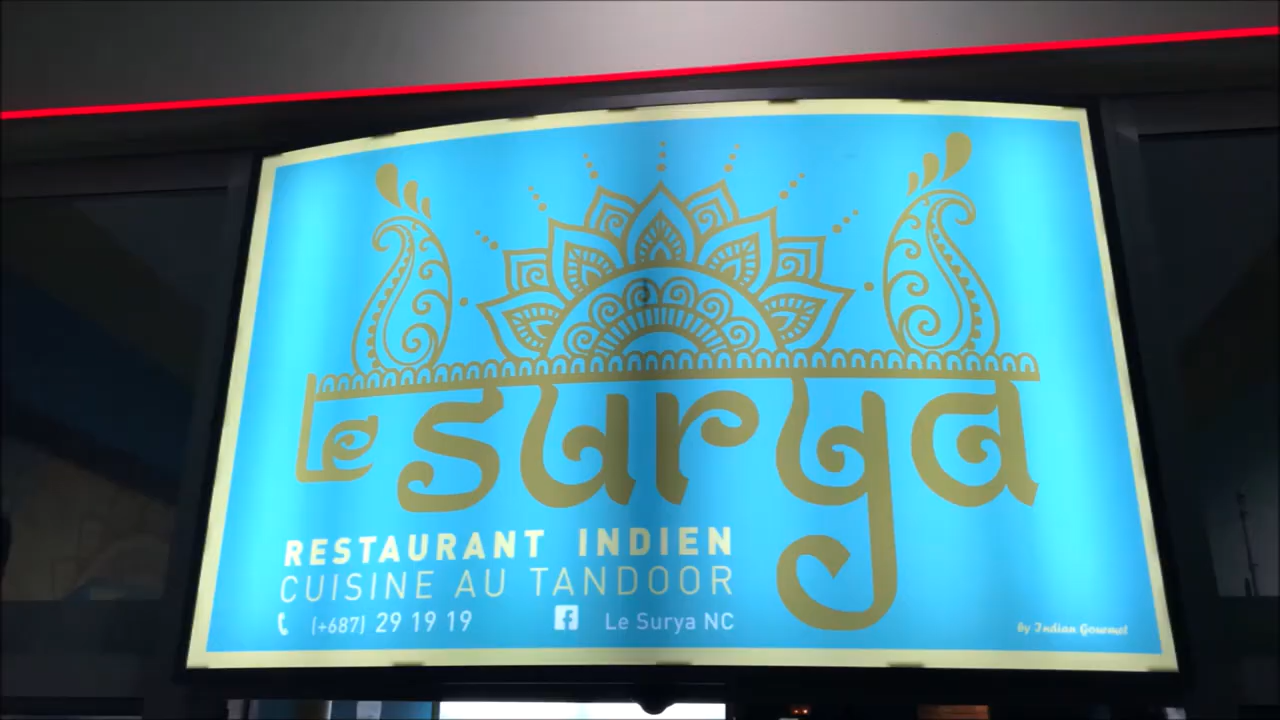 Le Surya
RESTAURANT INDIEN
CUISINE AU TANDOOR
(+687) 29 19 19
Le Surya NC
by Indian Gourmet